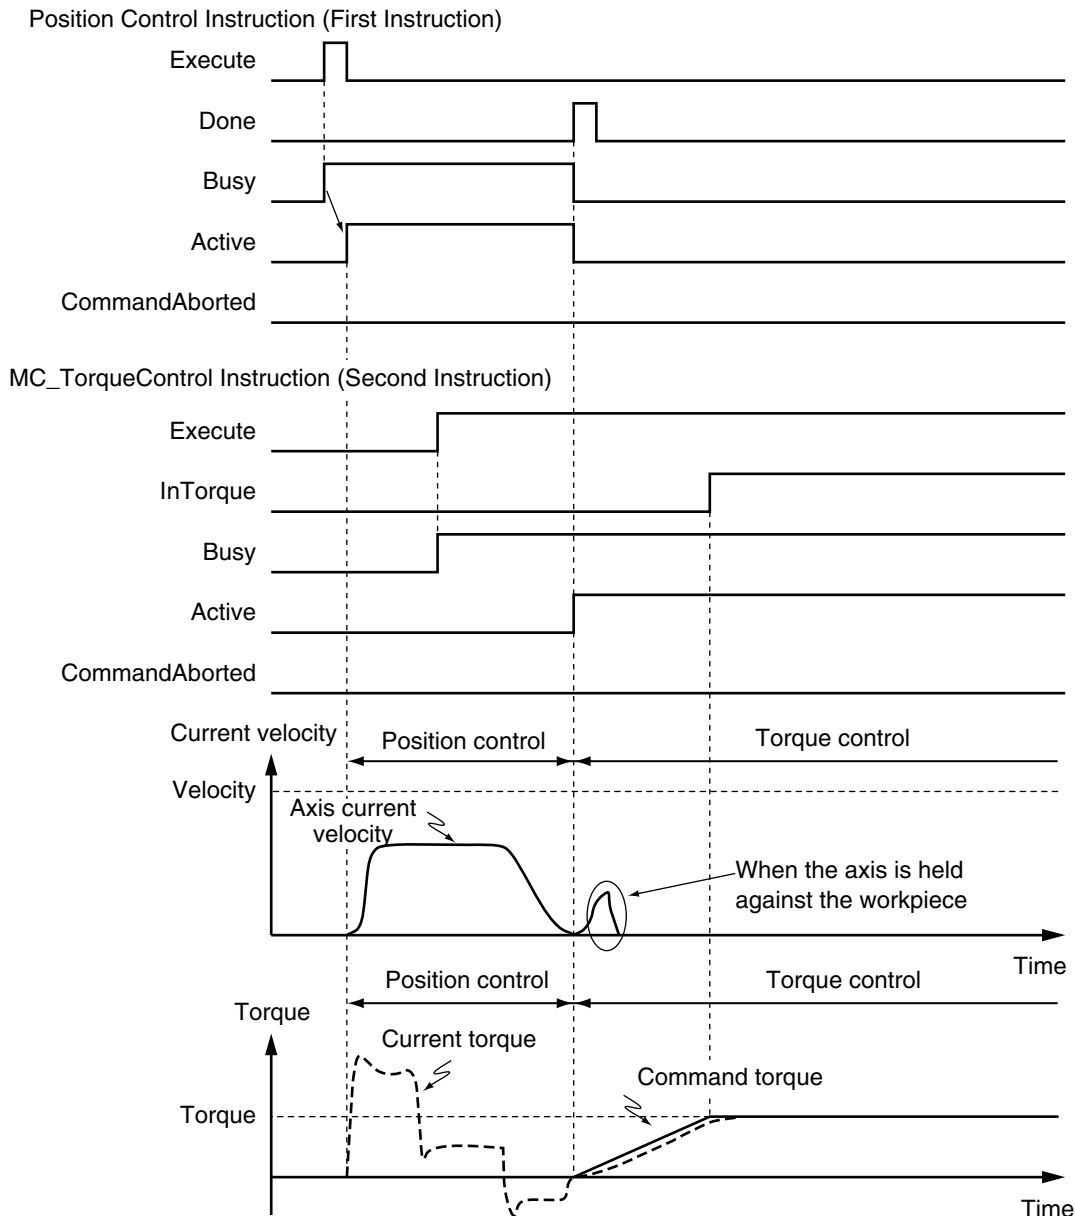 Position Control Instruction (First Instruction)
Execute
Done
Busy
Active
CommandAborted
MC_TorqueControl Instruction (Second Instruction)
Execute
InTorque
Busy
Active
CommandAborted
Current velocity
Position control
Torque control
Velocity
Axis current
velocity
When the axis is held
against the workpiece
Time
Position control
Torque control
Torque
Current torque
Command torque
Torque
Time